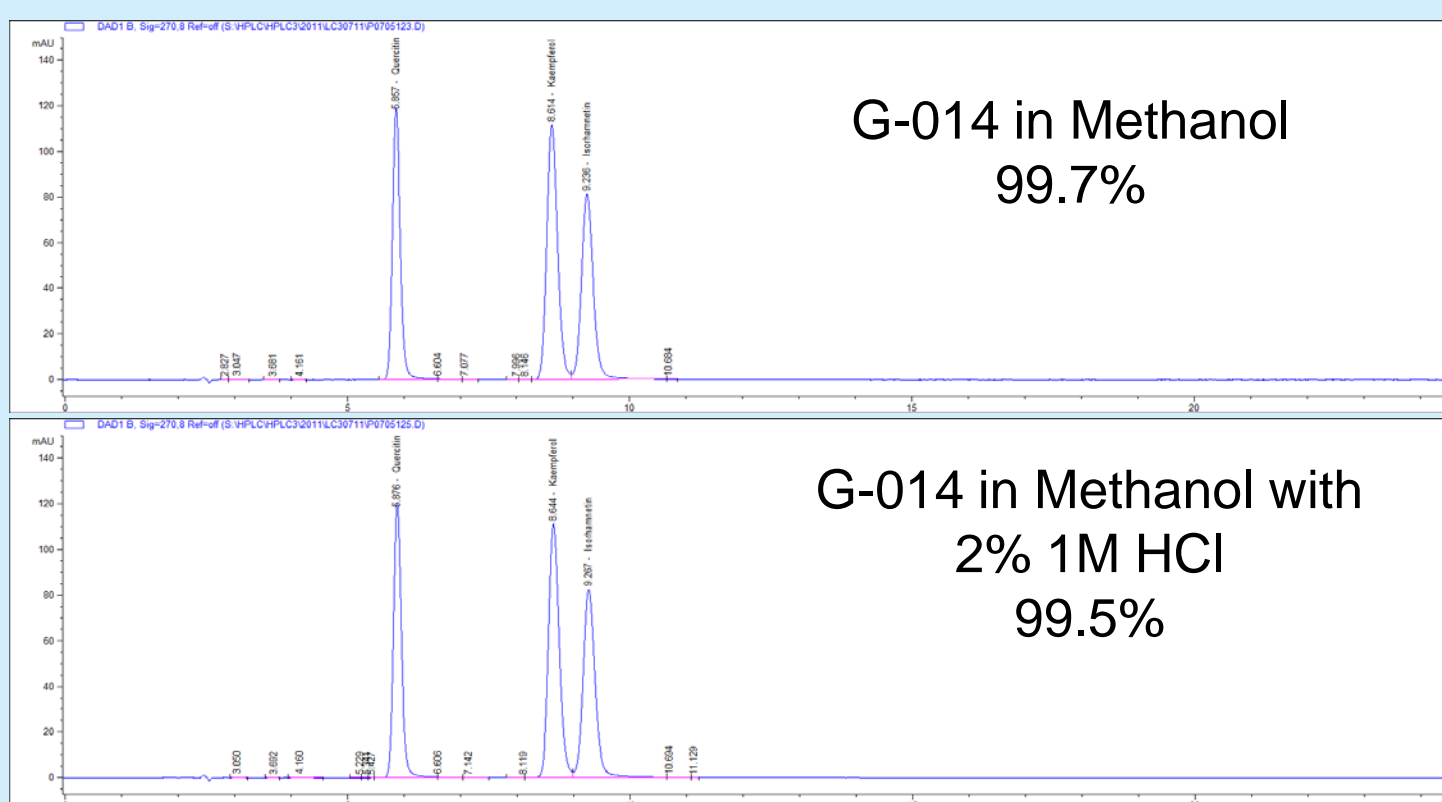 DAD1 B, Sig=270,8 Ref=off (S:\HPLC\HPLC3\2011\LC30711\P0705123.D)
mAU
140
120
100
80
60
40
20
0
5.857 - Quercitin
8.614 - Kaempferol
9.236 - Isorhamnetin
2.827
3.047
3.681
4.161
6.604
7.077
7.996
8.146
10.684
0 5 10 15 20
G-014 in Methanol
99.7%
DAD1 B, Sig=270,8 Ref=off (S:\HPLC\HPLC3\2011\LC30711\P0705125.D)
mAU
140
120
100
80
60
40
20
0
5.876 - Quercitin
8.644 - Kaempferol
9.267 - Isorhamnetin
3.050
3.692
4.160
5.229
5.427
6.606
7.142
8.119
10.694
11.129
G-014 in Methanol with
2% 1M HCl
99.5%